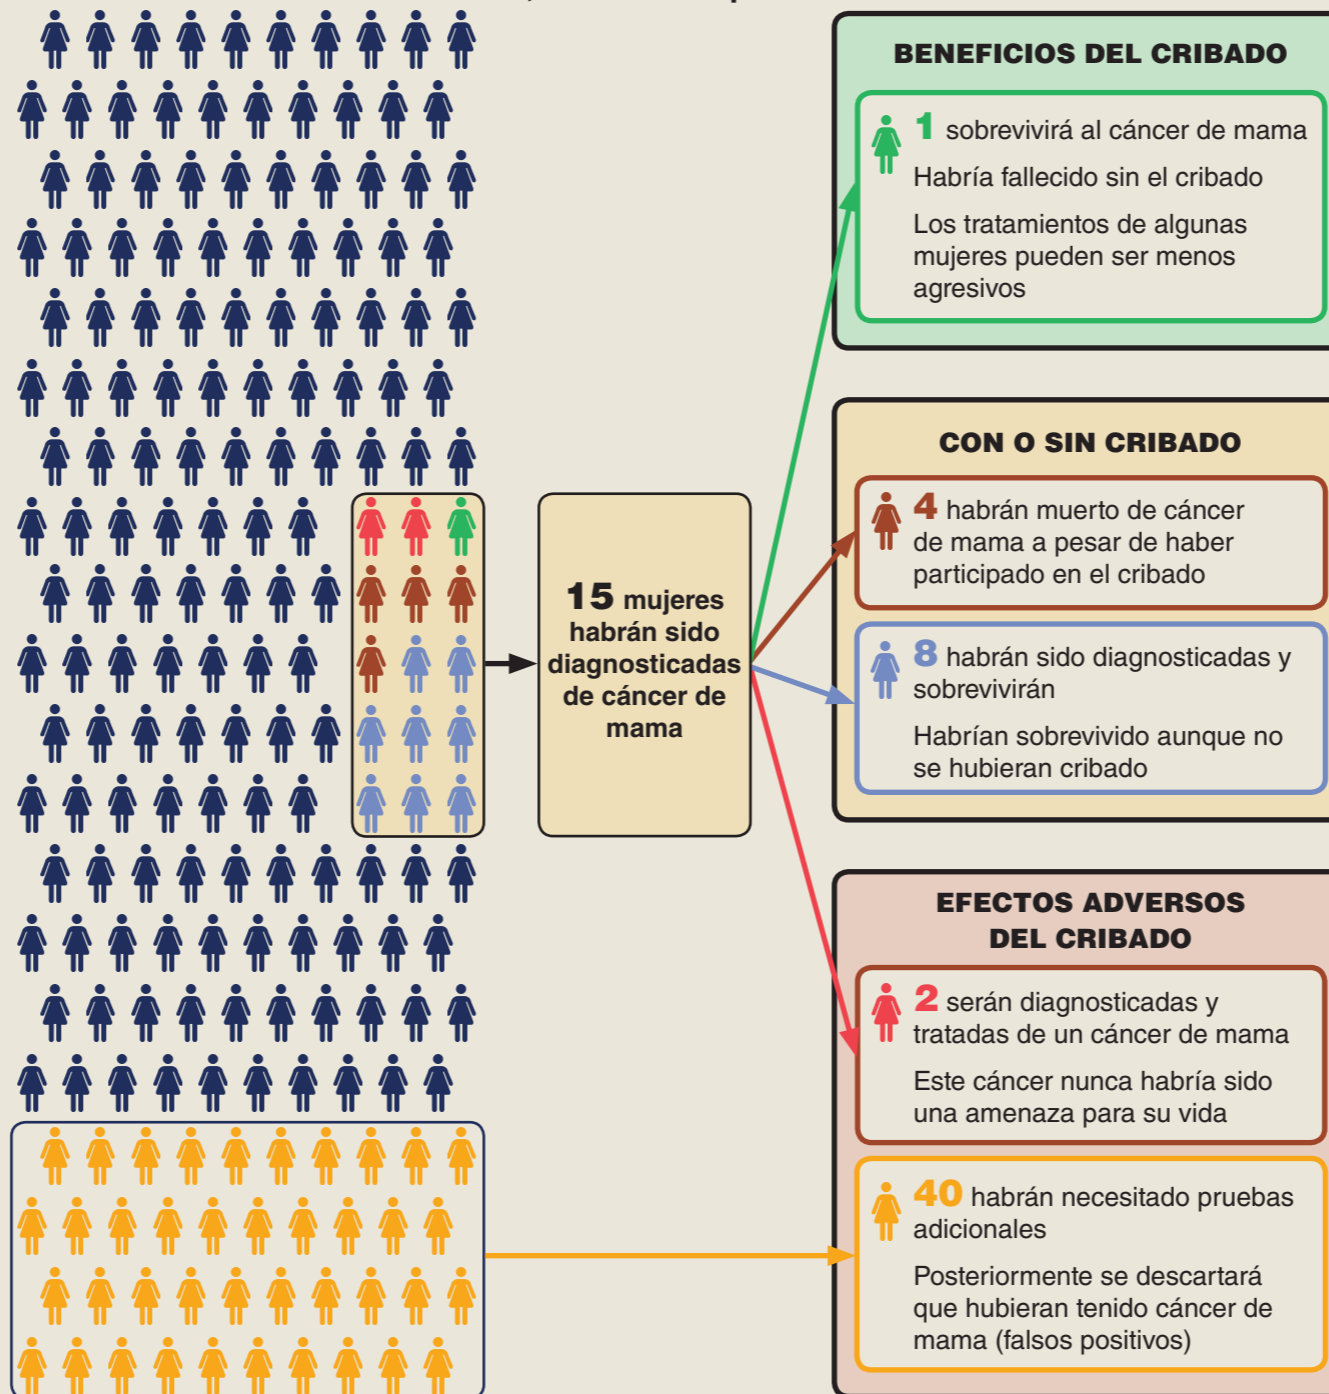 BENEFICIOS DEL CRIBADO
1 sobrevivirá al cáncer de mama
Habría fallecido sin el cribado
Los tratamientos de algunas
mujeres pueden ser menos
agresivos
CON O SIN CRIBADO
4 habrán muerto de cáncer
de mama a pesar de haber
participado en el cribado
8 habrán sido diagnosticadas y
sobrevivirán
Habrían sobrevivido aunque no
se hubieran cribado
15 mujeres
habrán sido
diagnosticadas
de cáncer de
mama
EFECTOS ADVERSOS
DEL CRIBADO
2 serán diagnosticadas y
tratadas de un cáncer de mama
Este cáncer nunca habría sido
una amenaza para su vida
40 habrán necesitado pruebas
adicionales
Posteriormente se descartará
que hubieran tenido cáncer de
mama (falsos positivos)